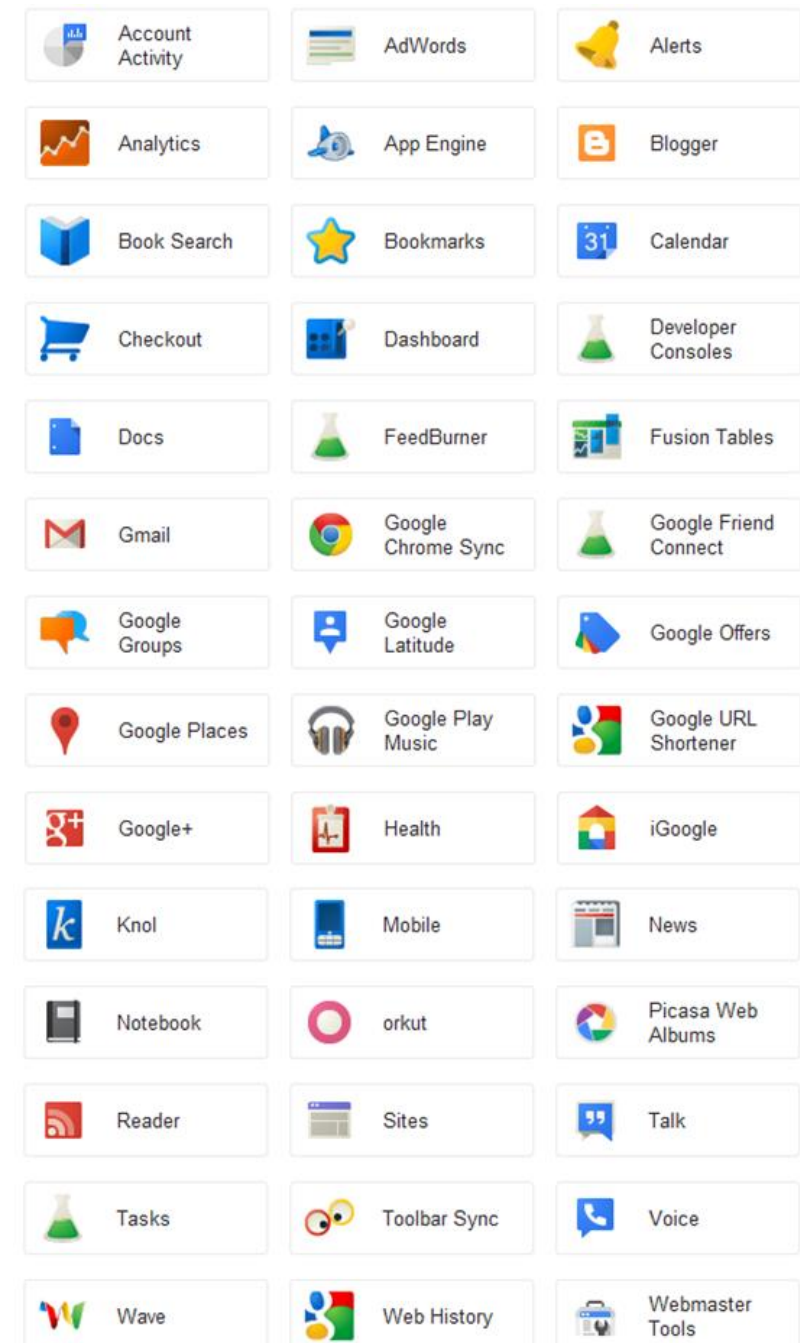 Account
Activity
AdWords
Alerts
Analytics
App Engine
Blogger
Book Search
Bookmarks
31
Calendar
Checkout
Dashboard
Developer
Consoles
Docs
FeedBurner
Fusion Tables
Gmail
Google
Chrome Sync
Google Friend
Connect
Google
Groups
Google
Latitude
Google Offers
Google Places
Google Play
Music
Google URL
Shortener
g+
Google+
Health
iGoogle
k
Knol
Mobile
News
Notebook
orkut
Picasa Web
Albums
Reader
Sites
Talk
Tasks
Toolbar Sync
Voice
Wave
Web History
Webmaster
Tools